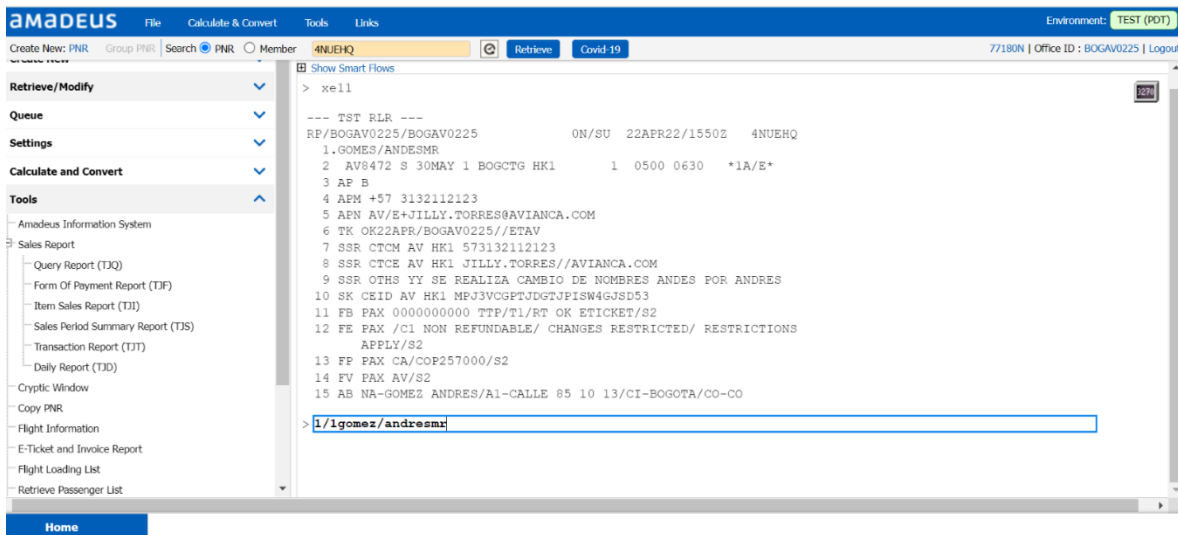 aмaDEUS File Calculate & Convert Tools Links Environment: TEST (PDT)
Create New: PNR Group PNR Search PNR Member 4NUEHQ Retrieve Covid-19 77180N | Office ID : BOGAV0225 | Logout
Create New
Retrieve/Modify
Queue
Settings
Calculate and Convert
Tools
Amadeus Information System
Sales Report
Query Report (TJQ)
Form Of Payment Report (TJF)
Item Sales Report (TJI)
Sales Period Summary Report (TJS)
Transaction Report (TJT)
Daily Report (TJD)
Cryptic Window
Copy PNR
Flight Information
E-Ticket and Invoice Report
Flight Loading List
Retrieve Passenger List
Show Smart Flows
> xe11
3270
--- TST RLR ---
RP/BOGAV0225/BOGAV0225 0N/SU 22APR22/1550Z 4NUEHQ
1.GOMES/ANDESMR
2 AV8472 S 30MAY 1 BOGCTG HK1 1 0500 0630 *1A/E*
3 AP B
4 APM +57 3132112123
5 APN AV/E+JILLY.TORRES@AVIANCA.COM
6 TK OK22APR/BOGAV0225//ETAV
7 SSR CTCM AV HK1 573132112123
8 SSR CTCE AV HK1 JILLY.TORRES//AVIANCA.COM
9 SSR OTHS YY SE REALIZA CAMBIO DE NOMBRES ANDES POR ANDRES
10 SK CEID AV HK1 MPJ3VCGPTJDGTJPISW4GJSD53
11 FB PAX 0000000000 TTP/T1/RT OK ETICKET/S2
12 FE PAX /C1 NON REFUNDABLE/ CHANGES RESTRICTED/ RESTRICTIONS
APPLY/S2
13 FP PAX CA/COP257000/S2
14 FV PAX AV/S2
15 AB NA-GOMEZ ANDRES/A1-CALLE 85 10 13/CI-BOGOTA/CO-CO
> 1/1gomez/andresmr
Home